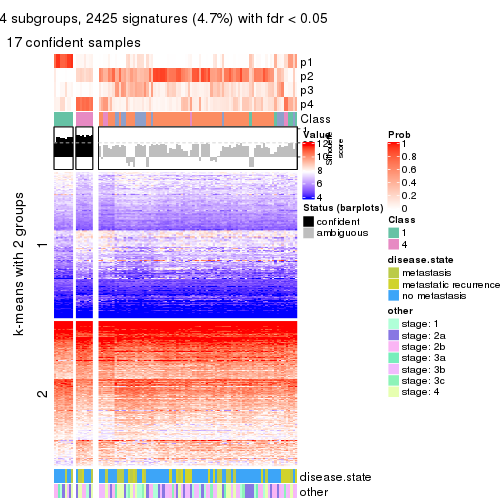 4 subgroups, 2425 signatures (4.7%) with fdr < 0.05
17 confident samples
p1
p2
p3
p4
Class
1
2
k-means with 2 groups
disease.state
other
Value
12
10
8
6
4
Silhouette
score
Status (barplots)
confident
ambiguous
Prob
1
0.8
0.6
0.4
0.2
0
Class
1
4
disease.state
metastasis
metastatic recurrence
no metastasis
other
stage: 1
stage: 2a
stage: 2b
stage: 3a
stage: 3b
stage: 3c
stage: 4